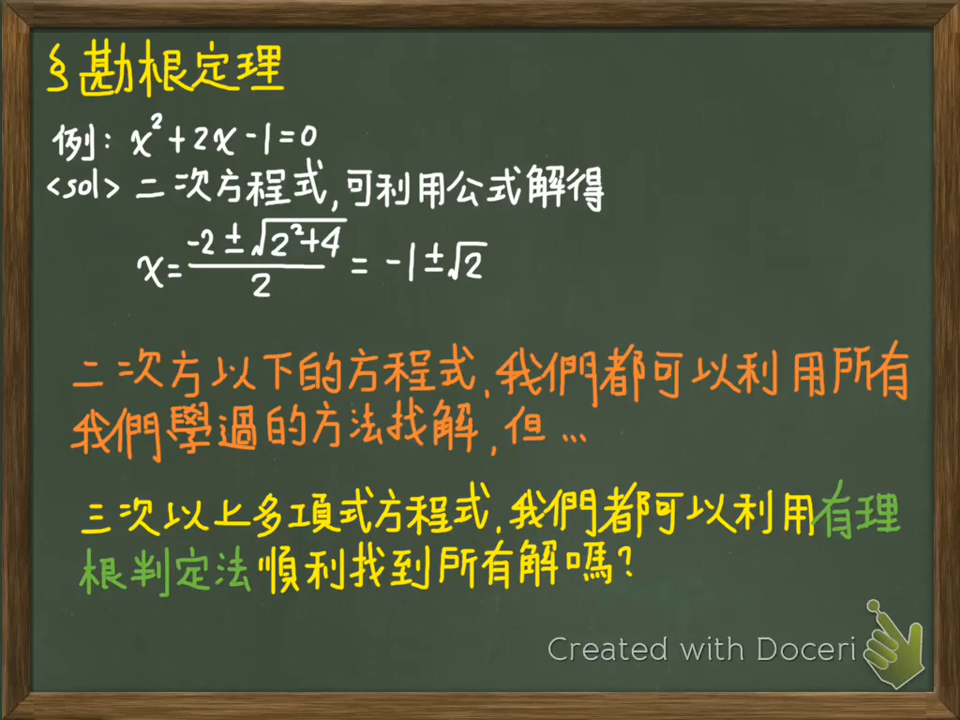 §勘根定理
例: x²+2x-1=0
<sol> 二次方程式,可利用公式解得
x= (-2±√(2²+4))/2 = -1±√2
二次方以下的方程式,我們都可以利用所有
我們學過的方法找解,但...
三次以上多項式方程式,我們都可以利用有理
根判定法順利找到所有解嗎?
Created with Doceri